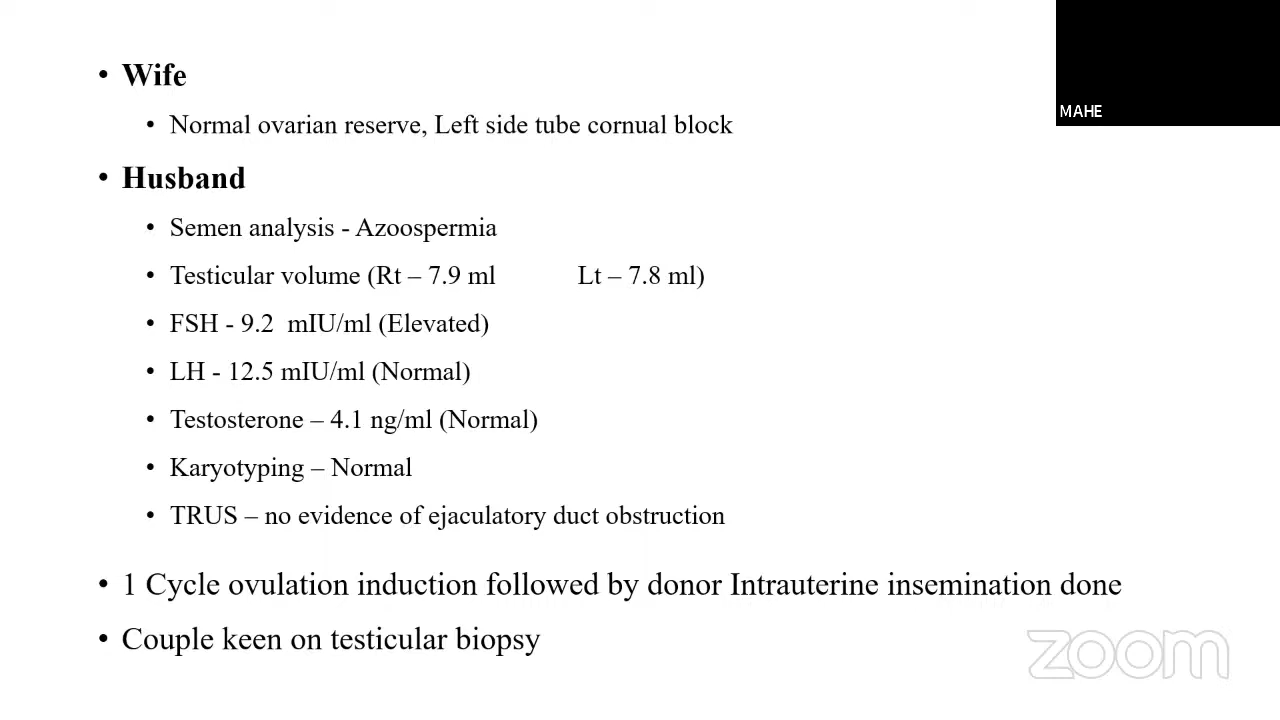 • Wife
• Normal ovarian reserve, Left side tube cornual block
• Husband
• Semen analysis - Azoospermia
• Testicular volume (Rt – 7.9 ml Lt – 7.8 ml)
• FSH - 9.2 mIU/ml (Elevated)
• LH - 12.5 mIU/ml (Normal)
• Testosterone – 4.1 ng/ml (Normal)
• Karyotyping – Normal
• TRUS – no evidence of ejaculatory duct obstruction
• 1 Cycle ovulation induction followed by donor Intrauterine insemination done
• Couple keen on testicular biopsy
MAHE
zoom